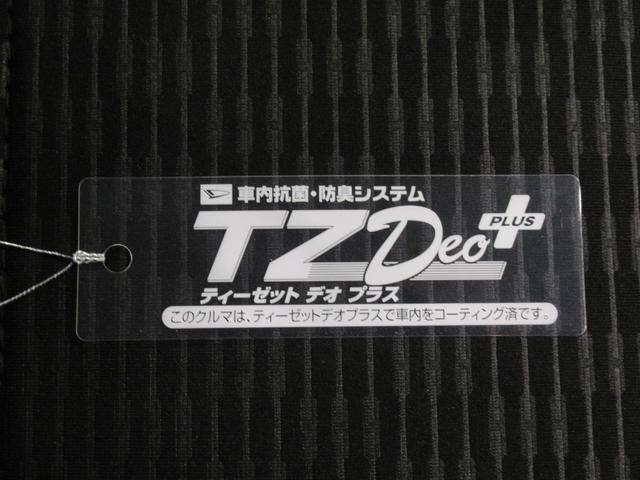 車内抗菌・防臭システム
TZ Deo PLUS
ティーゼット デオ プラス
このクルマは、ティーゼットデオプラスで車内をコーティング済です。